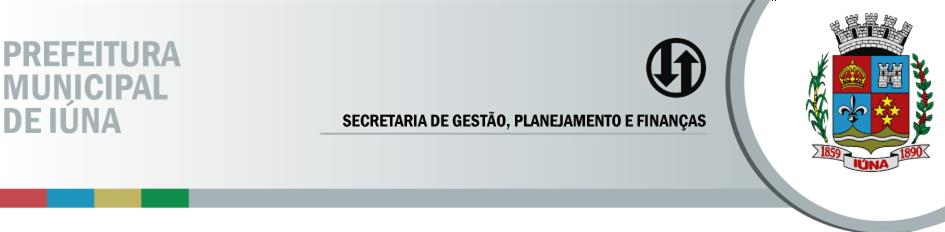 PREFEITURA
MUNICIPAL
DE IÚNA
SECRETARIA DE GESTÃO, PLANEJAMENTO E FINANÇAS
1859 IÚNA 1890